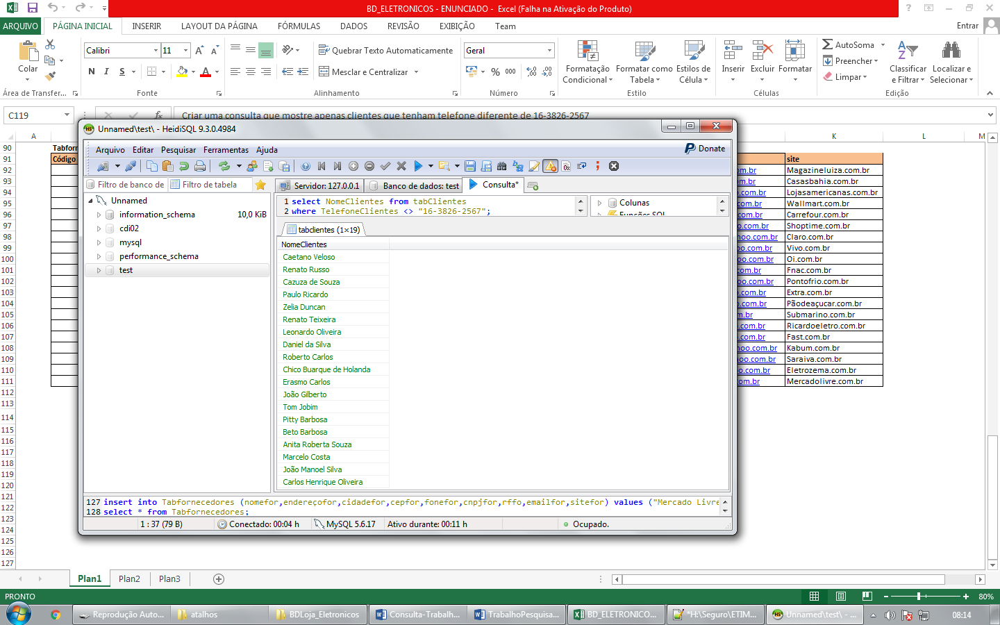 BD_ELETRONICOS - ENUNCIADO - Excel (Falha na Ativação do Produto)
ARQUIVO PÁGINA INICIAL INSERIR LAYOUT DA PÁGINA FÓRMULAS DADOS REVISÃO EXIBIÇÃO Team Entrar
Colar
Calibri 11
N I S
Quebrar Texto Automaticamente
Mesclar e Centralizar
Geral
% 000
Formatação Condicional
Formatar como Tabela
Estilos de Célula
Inserir Excluir Formatar
AutoSoma
Preencher
Limpar
Classificar e Filtrar
Localizar e Selecionar
Área de Transfer... Fonte Alinhamento Número Estilo Células Edição
C119 fx Criar uma consulta que mostre apenas clientes que tenham telefone diferente de 16-3826-2567
A K L M
Unnamed\test\ - HeidiSQL 9.3.0.4984
Arquivo Editar Pesquisar Ferramentas Ajuda Donate
Filtro de banco de Filtro de tabela
Servidor: 127.0.0.1 Banco de dados: test Consulta*
Unnamed
information_schema 10,0 KiB
cdi02
mysql
performance_schema
test
1 select NomeClientes from tabClientes
2 where TelefoneClientes <> "16-3826-2567";
Colunas
Funções SQL
tabclientes (1×19)
NomeClientes
Caetano Veloso
Renato Russo
Cazuza de Souza
Paulo Ricardo
Zelia Duncan
Renato Teixeira
Leonardo Oliveira
Daniel da Silva
Roberto Carlos
Chico Buarque de Holanda
Erasmo Carlos
João Gilberto
Tom Jobim
Pitty Barbosa
Beto Barbosa
Anita Roberta Souza
Marcelo Costa
João Manoel Silva
Carlos Henrique Oliveira
127 insert into Tabfornecedores (nomefor,endereçofor,cidadefor,cepfor,fonefor,cnpjfor,rffo,emailfor,sitefor) values ("Mercado Livre
128 select * from Tabfornecedores;
1 : 37 (79 B) Conectado: 00:04 h MySQL 5.6.17 Ativo durante: 00:11 h Ocupado.
90 Tabforn
91 Código site
92 om.br Magazineluiza.com.br
93 m.br Casasbahia.com.br
94 om.br Lojasamericanas.com.br
95 .com.br Wallmart.com.br
96 com.br Carrefour.com.br
97 o.com.br Shoptime.com.br
98 hoo.com.br Claro.com.br
99 .com.br Vivo.com.br
100 oo.com.br Oi.com.br
101 com.br Fnac.com.br
102 oo.com.br Pontofrio.com.br
103 .com.br Extra.com.br
104 o.com.br Pãodeaçucar.com.br
105 m.br Submarino.com.br
106 .com.br Ricardoeletro.com.br
107 .com.br Fast.com.br
108 hoo.com.br Kabum.com.br
109 oo.com.br Saraiva.com.br
110 o.com.br Eletrozema.com.br
111 om.br Mercadolivre.com.br
112
113
114
115
116
117
118
119
120
121
122
123
124
125
126
127
Plan1 Plan2 Plan3
PRONTO 80%
Reprodução Auto... atalhos BDLoja_Eletronicos Consulta-Trabalh... TrabalhoPesquisa... BD_ELETRONICO... *H:\Seguro\ETIM... Unnamed\test\ - ... 08:14